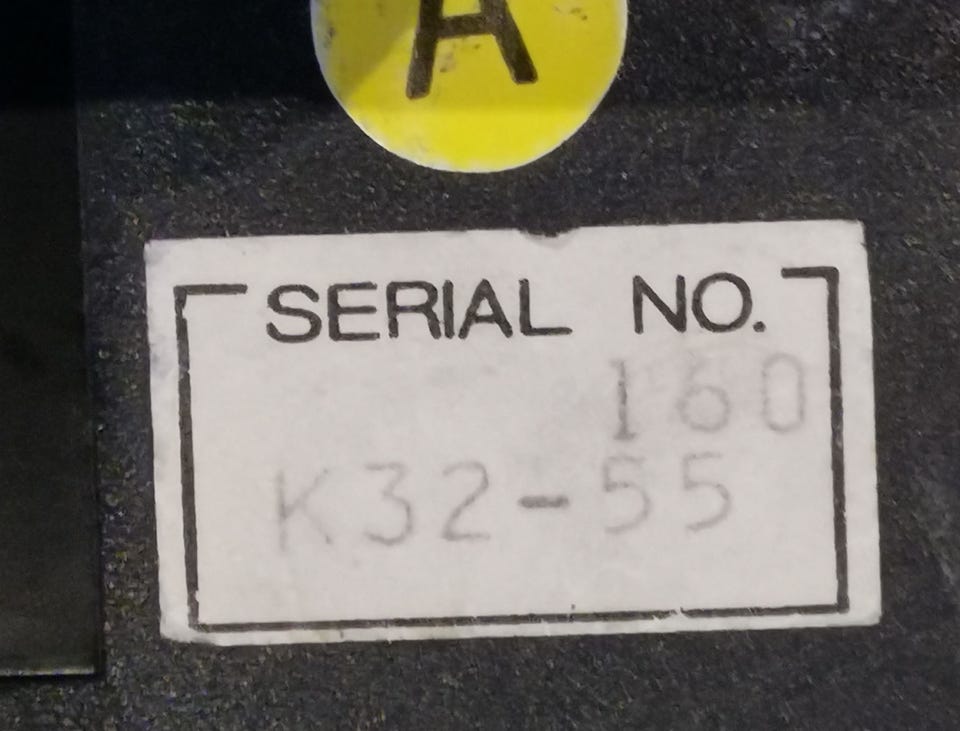 A
SERIAL NO.
160
K32-55